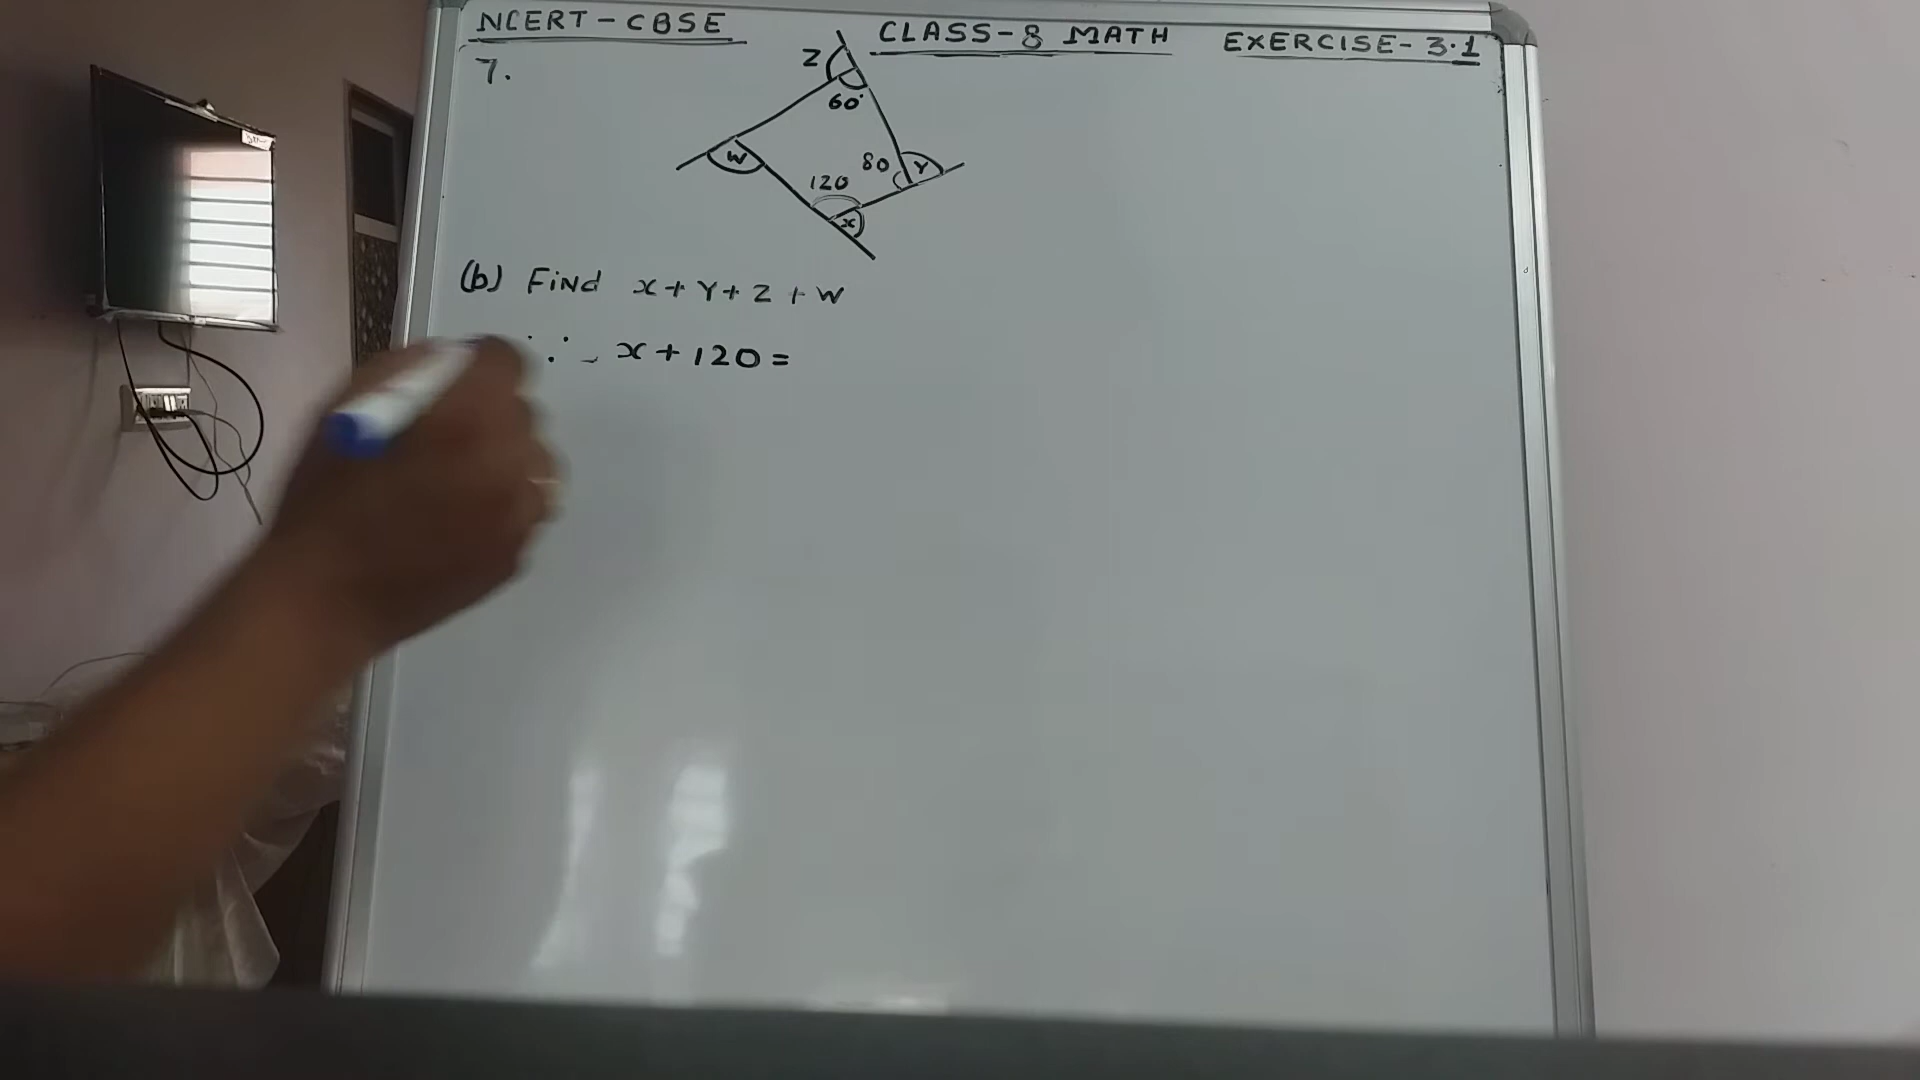 NCERT-CBSE CLASS-8 MATH EXERCISE-3.1
7.
Z
60°
W
80 Y
120
x
(b) Find x+Y+Z+W
∵ x+120=